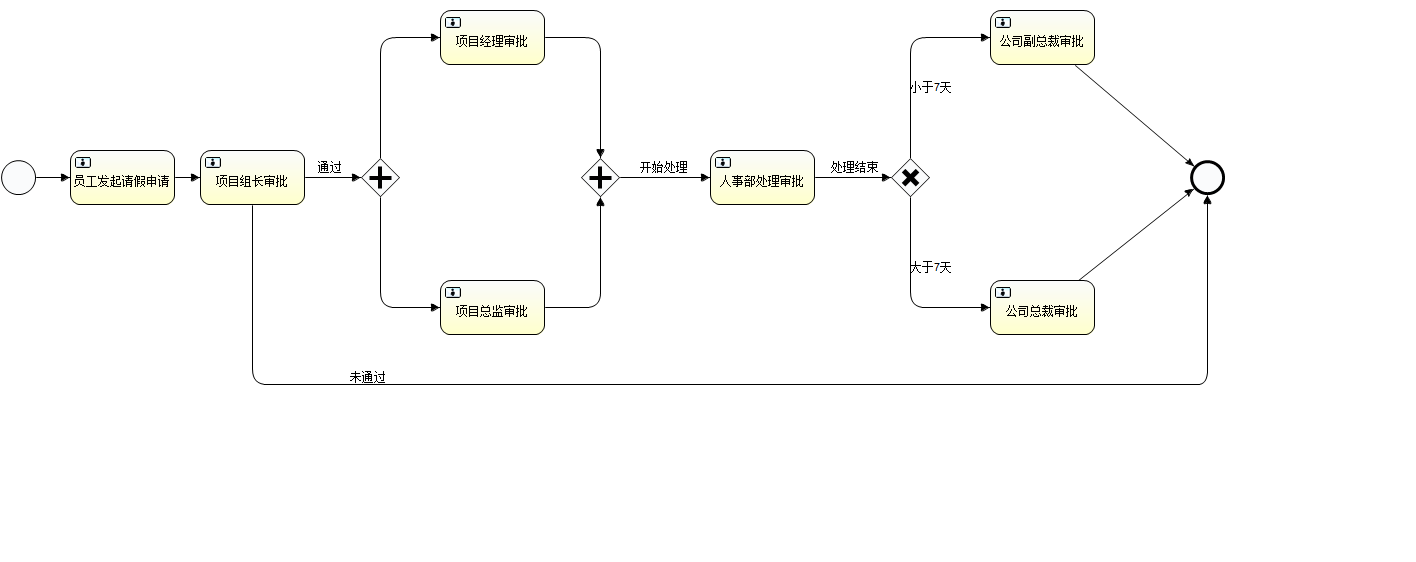 员工发起请假申请
项目组长审批
通过
项目经理审批
项目总监审批
开始处理
人事部处理审批
处理结束
小于7天
公司副总裁审批
大于7天
公司总裁审批
未通过